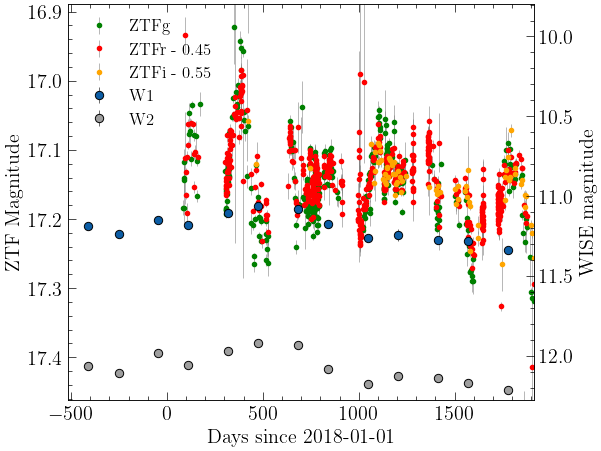 16.9
17.0
17.1
17.2
17.3
17.4
ZTF Magnitude
ZTFg
ZTFr - 0.45
ZTFi - 0.55
W1
W2
10.0
10.5
11.0
11.5
12.0
WISE magnitude
−500
0
500
1000
1500
Days since 2018-01-01